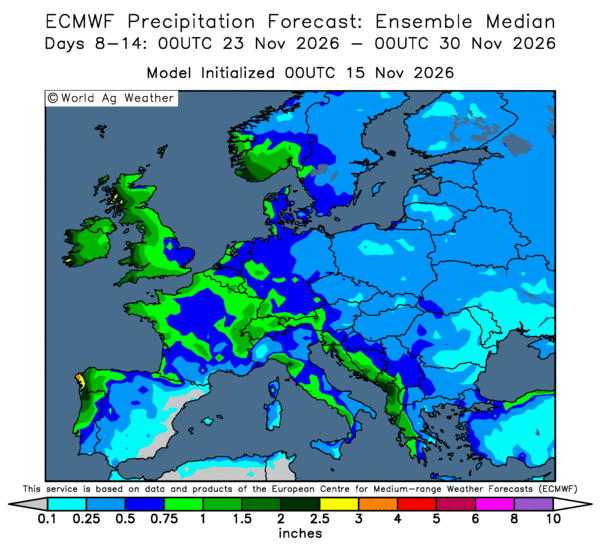 ECMWF Precipitation Forecast: Ensemble Median
Days 8-14: 00UTC 23 Nov 2026 - 00UTC 30 Nov 2026
Model Initialized 00UTC 15 Nov 2026
© World Ag Weather
This service is based on data and products of the European Centre for Medium-range Weather Forecasts (ECMWF)
0.1 0.25 0.5 0.75 1 1.5 2 2.5 3 4 5 6 8 10
inches